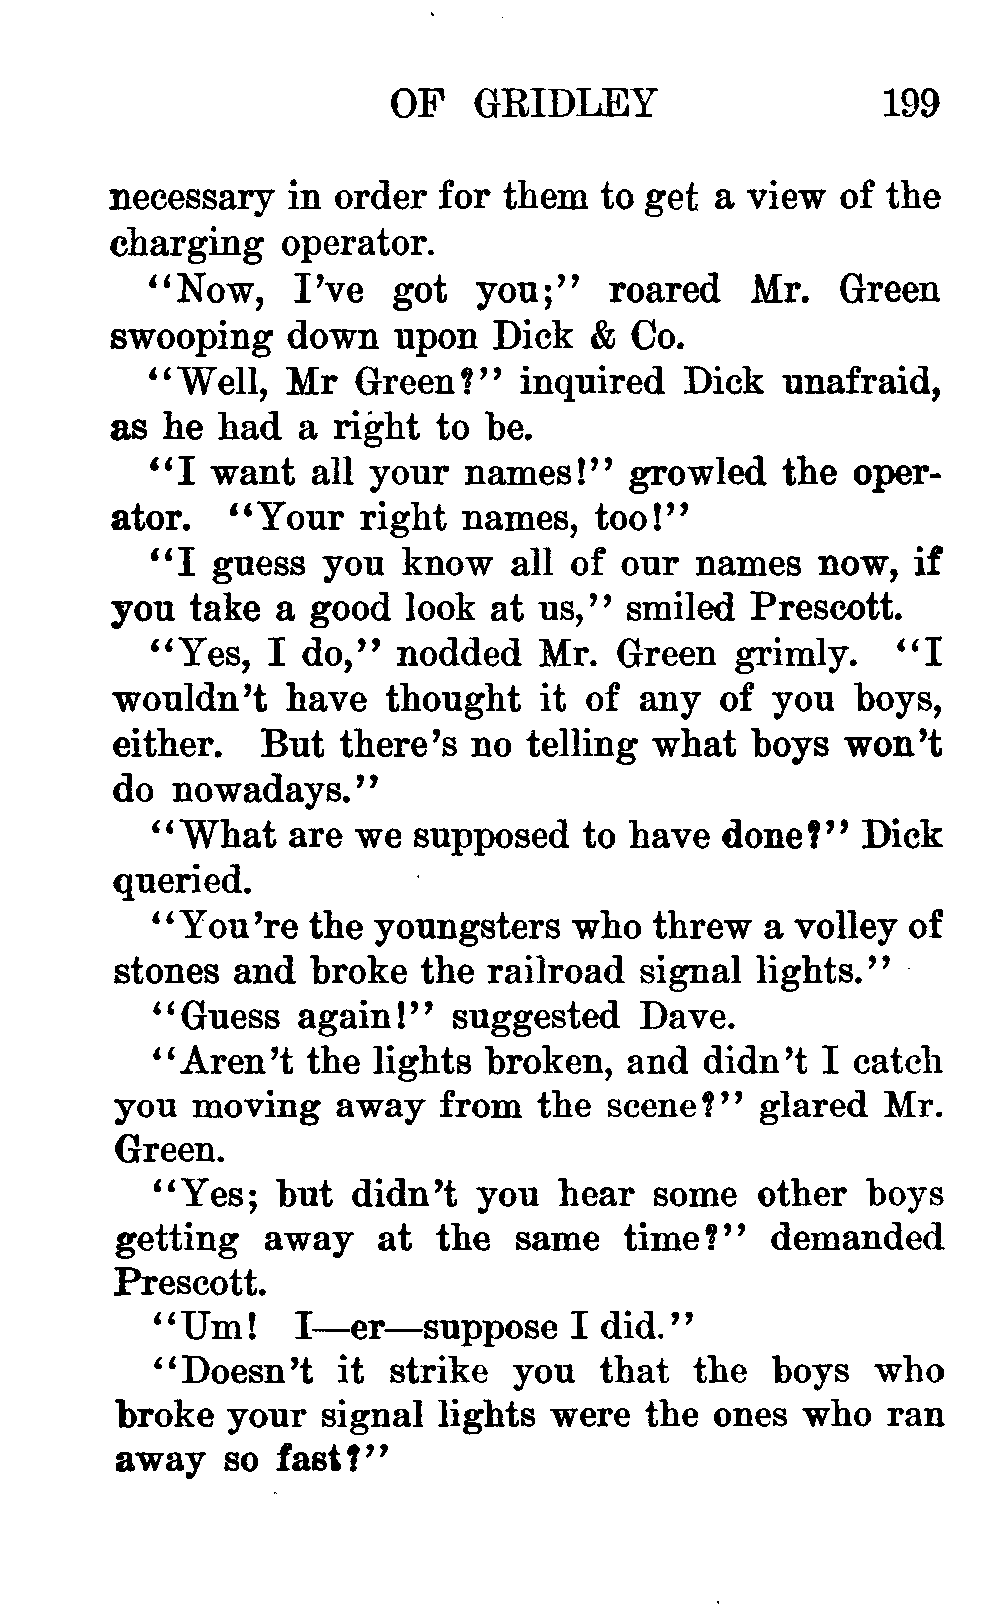 OF GRIDLEY 199
necessary in order for them to get a view of the
charging operator.
“Now, I’ve got you;” roared Mr. Green
swooping down upon Dick & Co.
“Well, Mr Green?” inquired Dick unafraid,
as he had a right to be.
“I want all your names!” growled the oper-
ator. “Your right names, too!”
“I guess you know all of our names now, if
you take a good look at us,” smiled Prescott.
“Yes, I do,” nodded Mr. Green grimly. “I
wouldn’t have thought it of any of you boys,
either. But there’s no telling what boys won’t
do nowadays.”
“What are we supposed to have done?” Dick
queried.
“You’re the youngsters who threw a volley of
stones and broke the railroad signal lights.”
“Guess again!” suggested Dave.
“Aren’t the lights broken, and didn’t I catch
you moving away from the scene?” glared Mr.
Green.
“Yes; but didn’t you hear some other boys
getting away at the same time?” demanded
Prescott.
“Um! I—er—suppose I did.”
“Doesn’t it strike you that the boys who
broke your signal lights were the ones who ran
away so fast?”